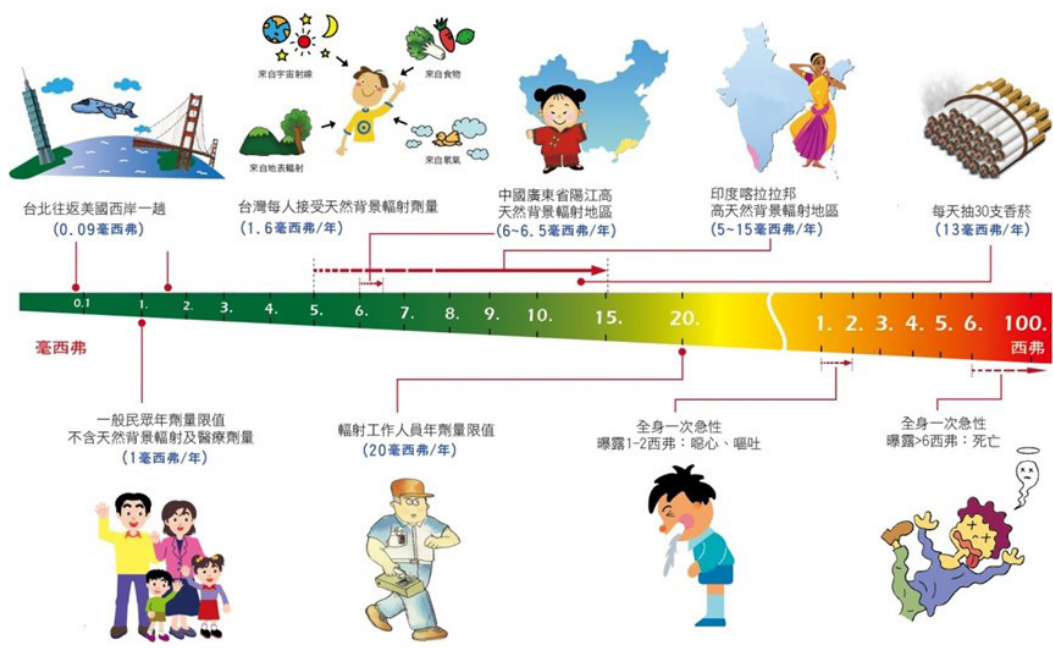 來自宇宙射線
來自食物
來自地表輻射
來自氡氣
台北往返美國西岸一趟
(0.09毫西弗)
台灣每人接受天然背景輻射劑量
(1.6毫西弗/年)
中國廣東省陽江高
天然背景輻射地區
(6~6.5毫西弗/年)
印度喀拉拉邦
高天然背景輻射地區
(5~15毫西弗/年)
每天抽30支香菸
(13毫西弗/年)
0.1 1. 2. 3. 4. 5. 6. 7. 8. 9. 10. 15. 20. 1. 2. 3. 4. 5. 6. 100.
毫西弗
西弗
一般民眾年劑量限值
不含天然背景輻射及醫療劑量
(1毫西弗/年)
輻射工作人員年劑量限值
(20毫西弗/年)
全身一次急性
曝露1-2西弗：噁心、嘔吐
全身一次急性
曝露>6西弗：死亡